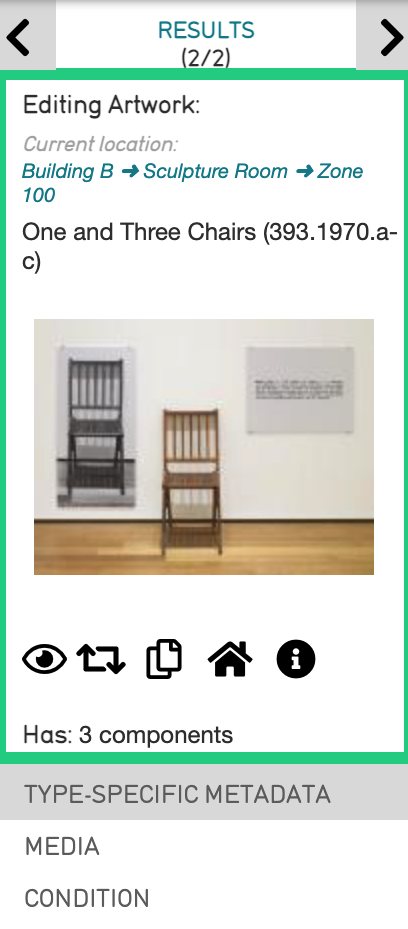 RESULTS
(2/2)
Editing Artwork:
Current location:
Building B ➜ Sculpture Room ➜ Zone
100
One and Three Chairs (393.1970.a-
c)
Has: 3 components
TYPE-SPECIFIC METADATA
MEDIA
CONDITION